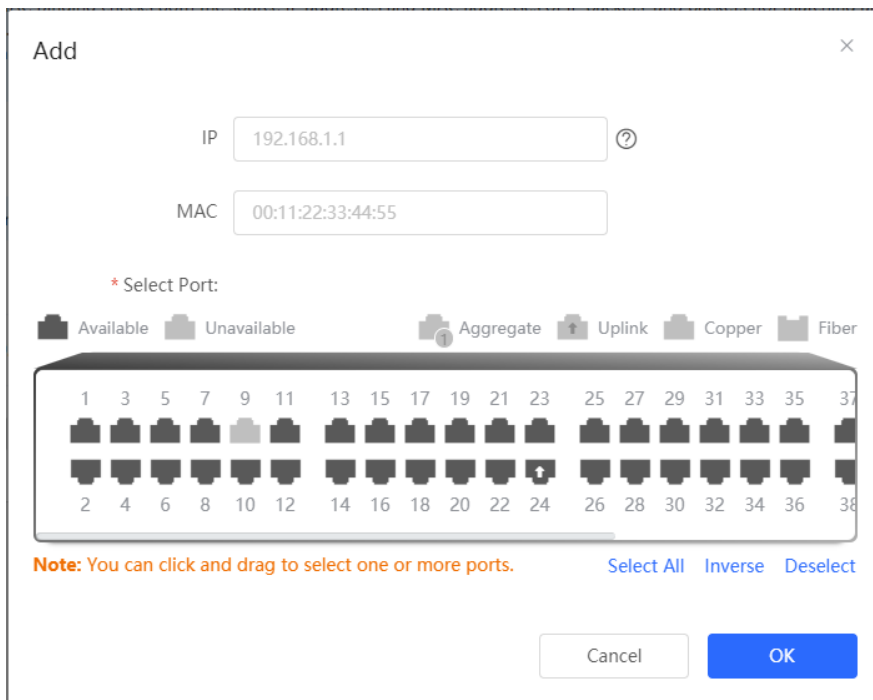 Add
IP 192.168.1.1
MAC 00:11:22:33:44:55
* Select Port:
Available Unavailable Aggregate Uplink Copper Fiber
1
1 3 5 7 9 11 13 15 17 19 21 23 25 27 29 31 33 35 37
2 4 6 8 10 12 14 16 18 20 22 24 26 28 30 32 34 36 38
Note: You can click and drag to select one or more ports. Select All Inverse Deselect
Cancel OK